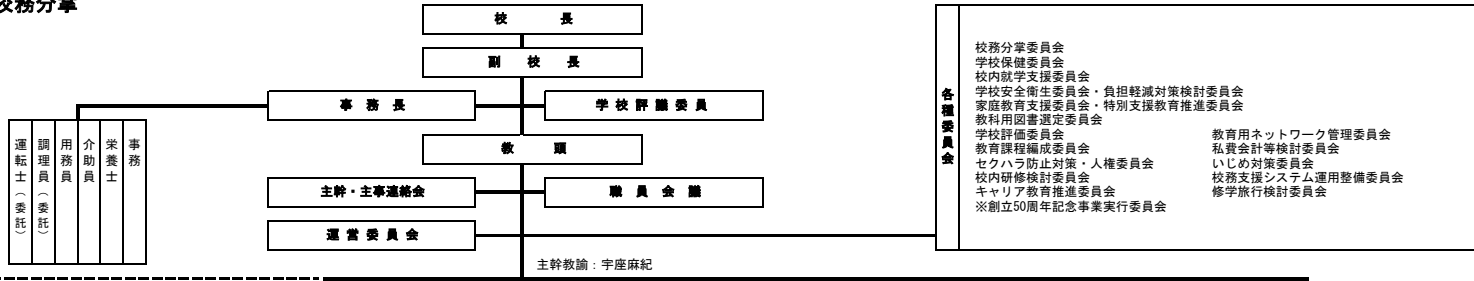 校務分掌
校長
副校長
事務長
学校評議委員
教頭
主幹・主事連絡会
職員会議
運営委員会
主幹教諭：宇座麻紀
運転士（委託）
調理員（委託）
用務員
介助員
栄養士
事務
各種委員会
校務分掌委員会
学校保健委員会
校内就学支援委員会
学校安全衛生委員会・負担軽減対策検討委員会
家庭教育支援委員会・特別支援教育推進委員会
教科用図書選定委員会
学校評価委員会 教育用ネットワーク管理委員会
教育課程編成委員会 私費会計等検討委員会
セクハラ防止対策・人権委員会 いじめ対策委員会
校内研修検討委員会 校務支援システム運用整備委員会
キャリア教育推進委員会 修学旅行検討委員会
※創立50周年記念事業実行委員会